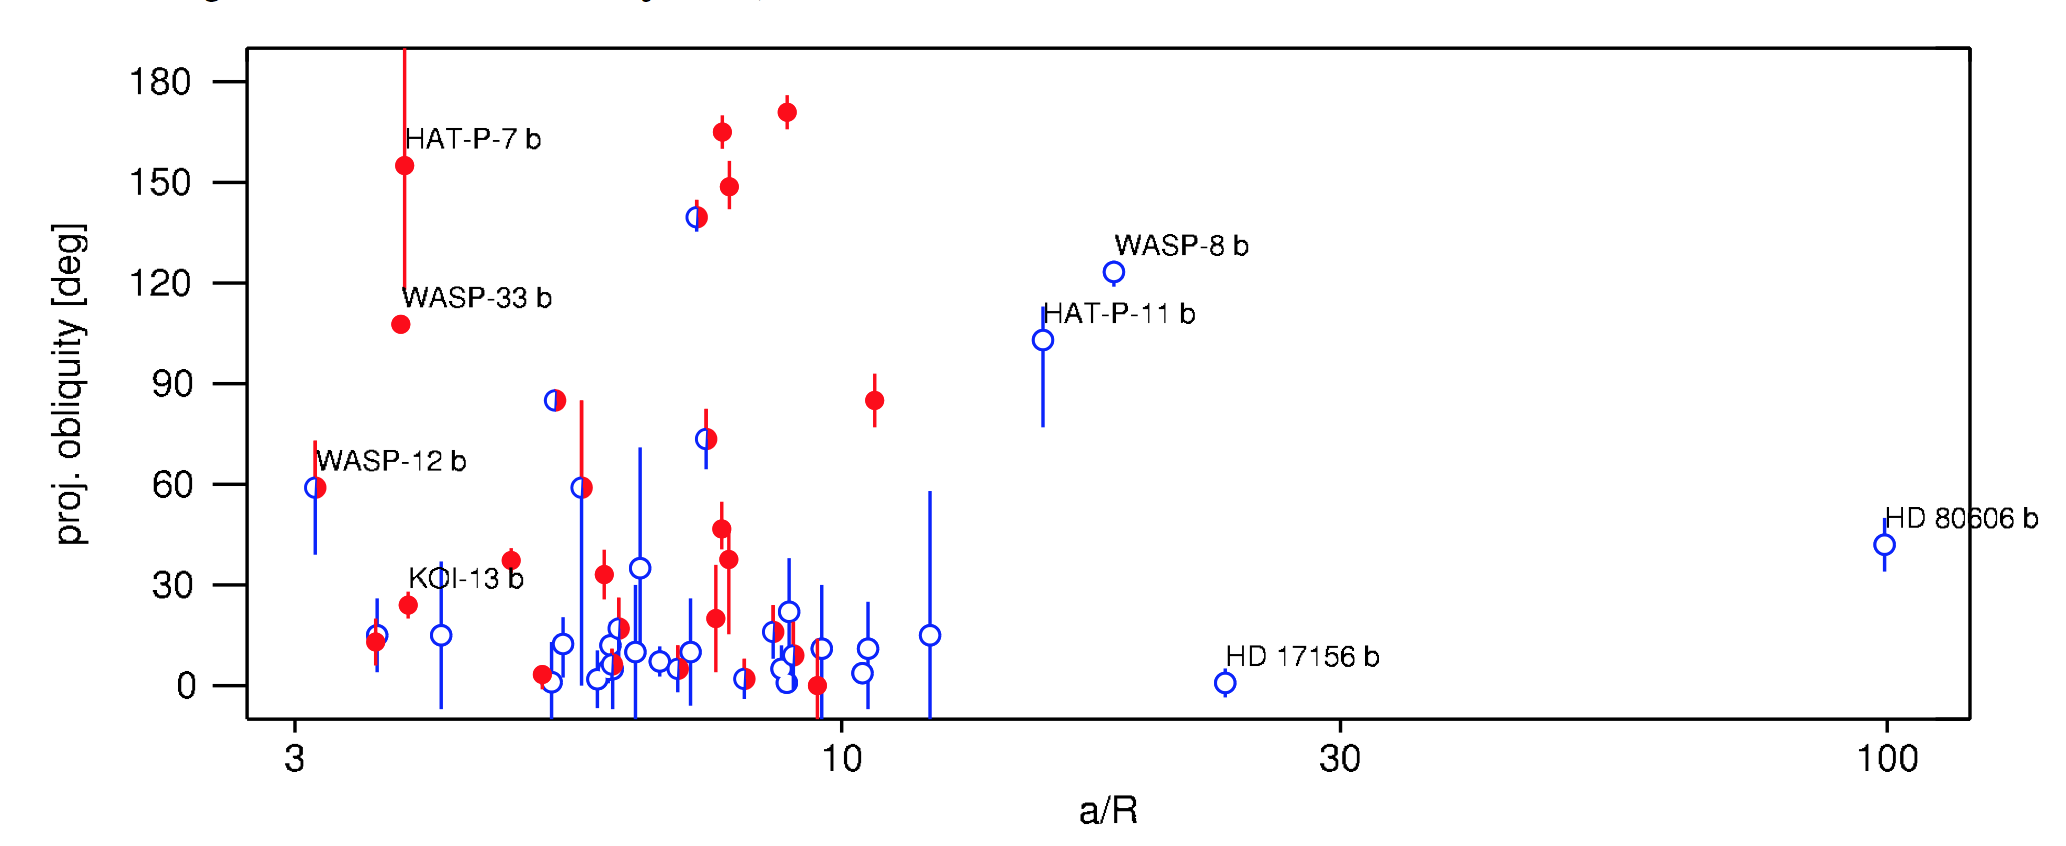 180
HAT-P-7 b
150
WASP-8 b
120
WASP-33 b
HAT-P-11 b
90
WASP-12 b
60
HD 80606 b
KOI-13 b
30
HD 17156 b
0
proj. obliquity [deg]
3
10
30
100
a/R